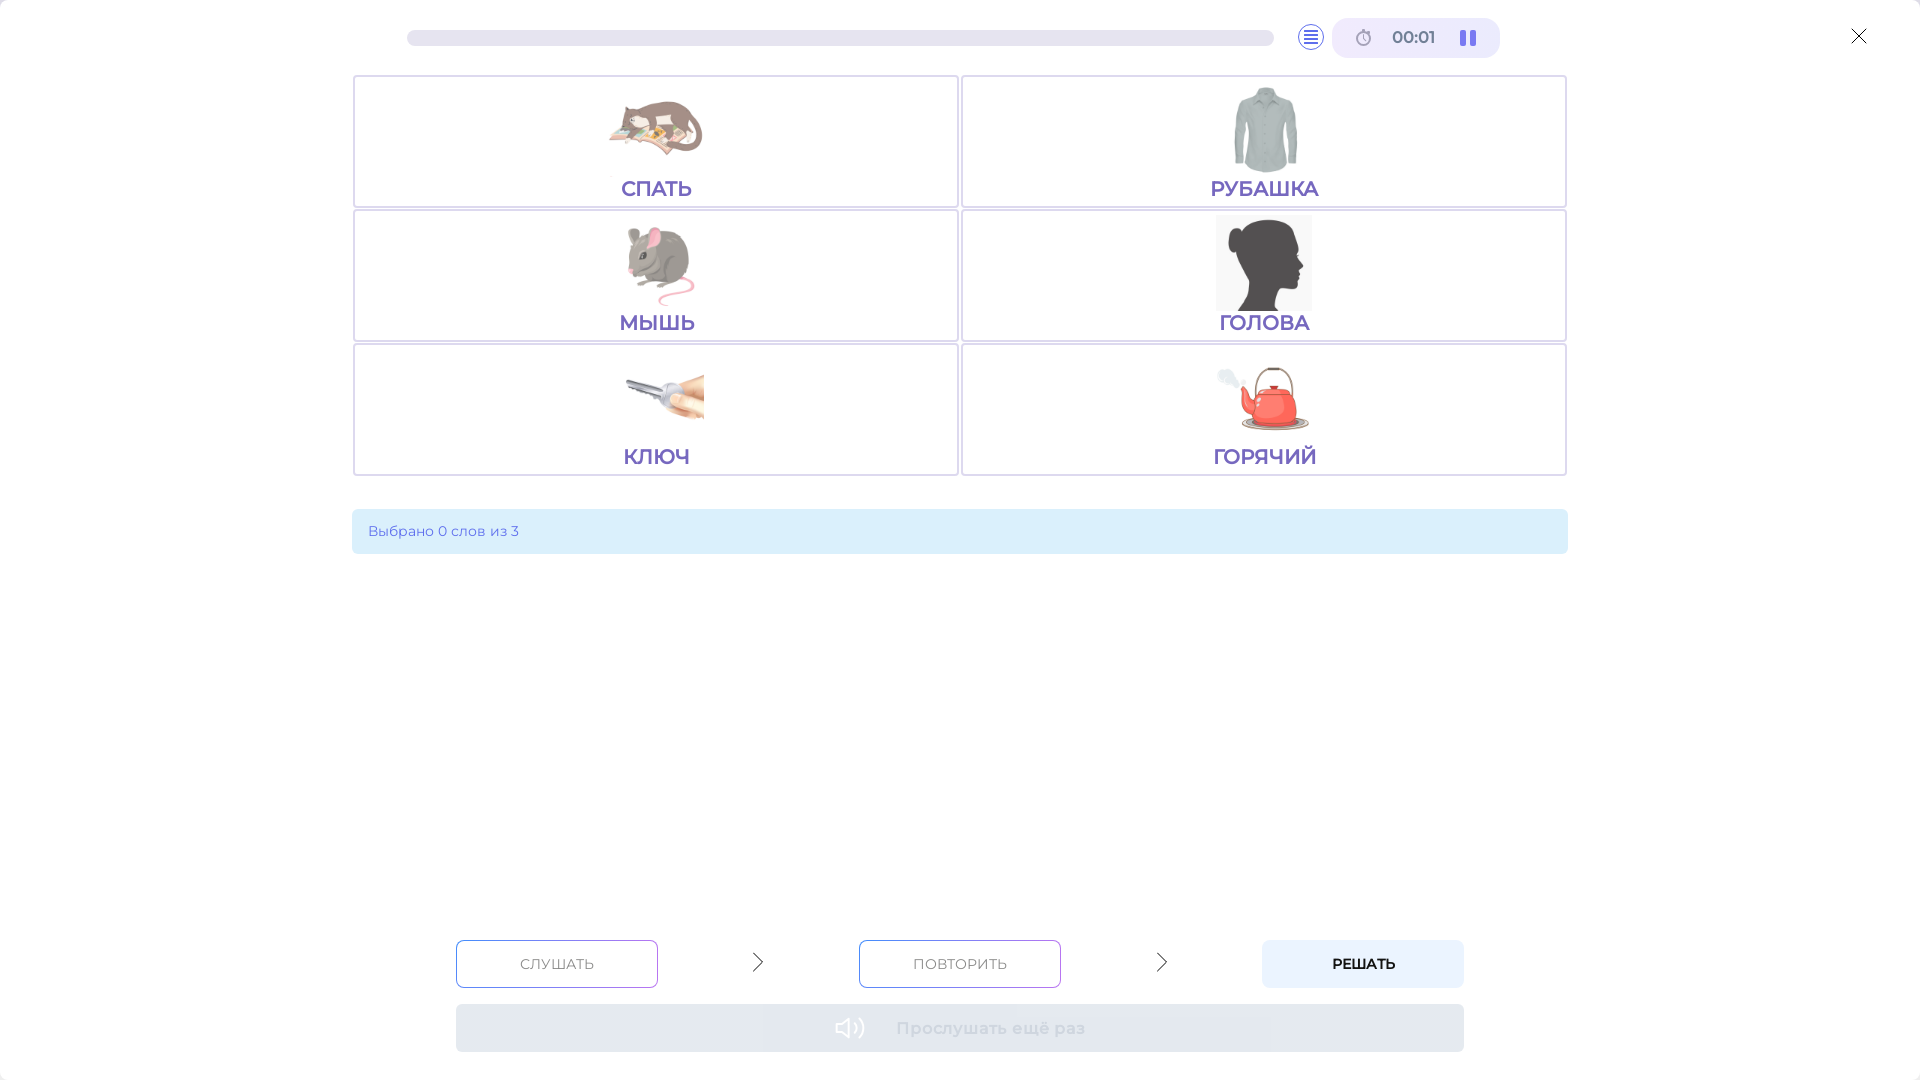 00:01
СПАТЬ
РУБАШКА
МЫШЬ
ГОЛОВА
КЛЮЧ
ГОРЯЧИЙ
Выбрано 0 слов из 3
СЛУШАТЬ
ПОВТОРИТЬ
РЕШАТЬ
Прослушать ещё раз